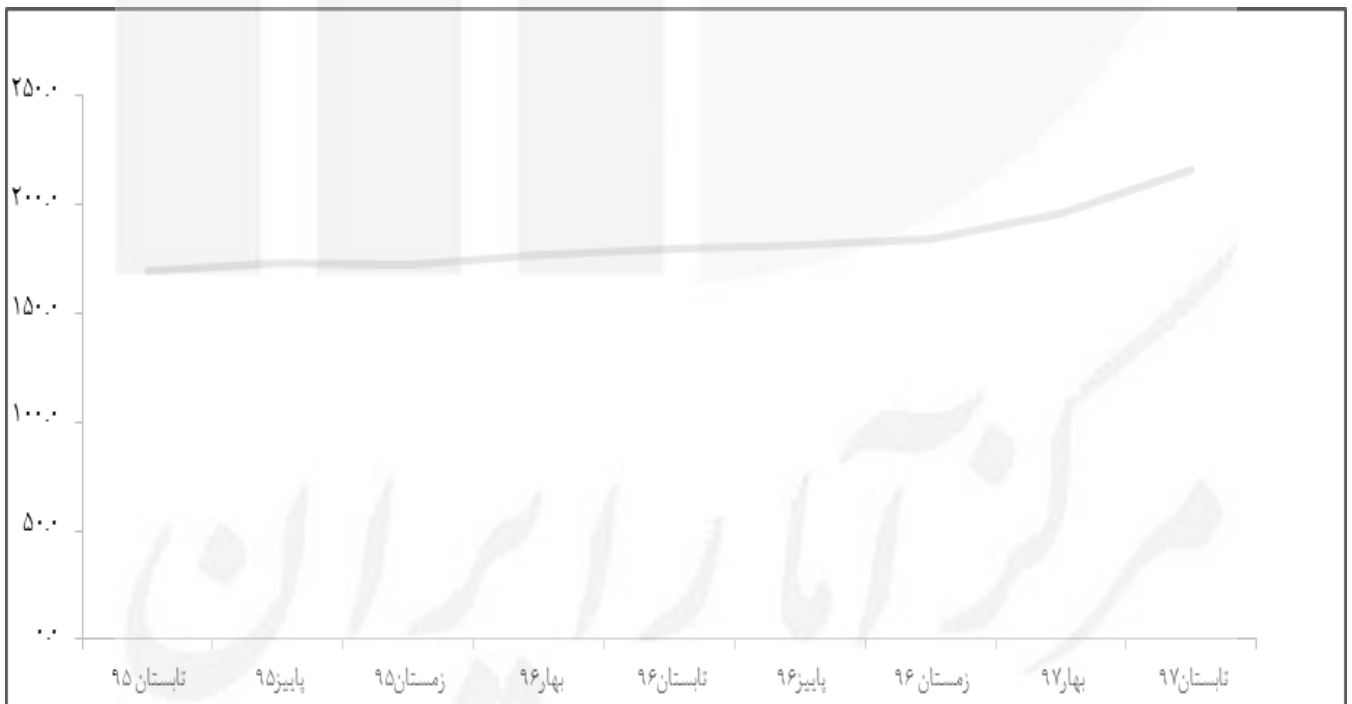 ۲۵۰.۰
۲۰۰.۰
۱۵۰.۰
۱۰۰.۰
۵۰.۰
۰.۰
تابستان ۹۵
پاییز۹۵
زمستان۹۵
بهار۹۶
تابستان۹۶
پاییز۹۶
زمستان ۹۶
بهار۹۷
تابستان۹۷
مرکز آمار ایران